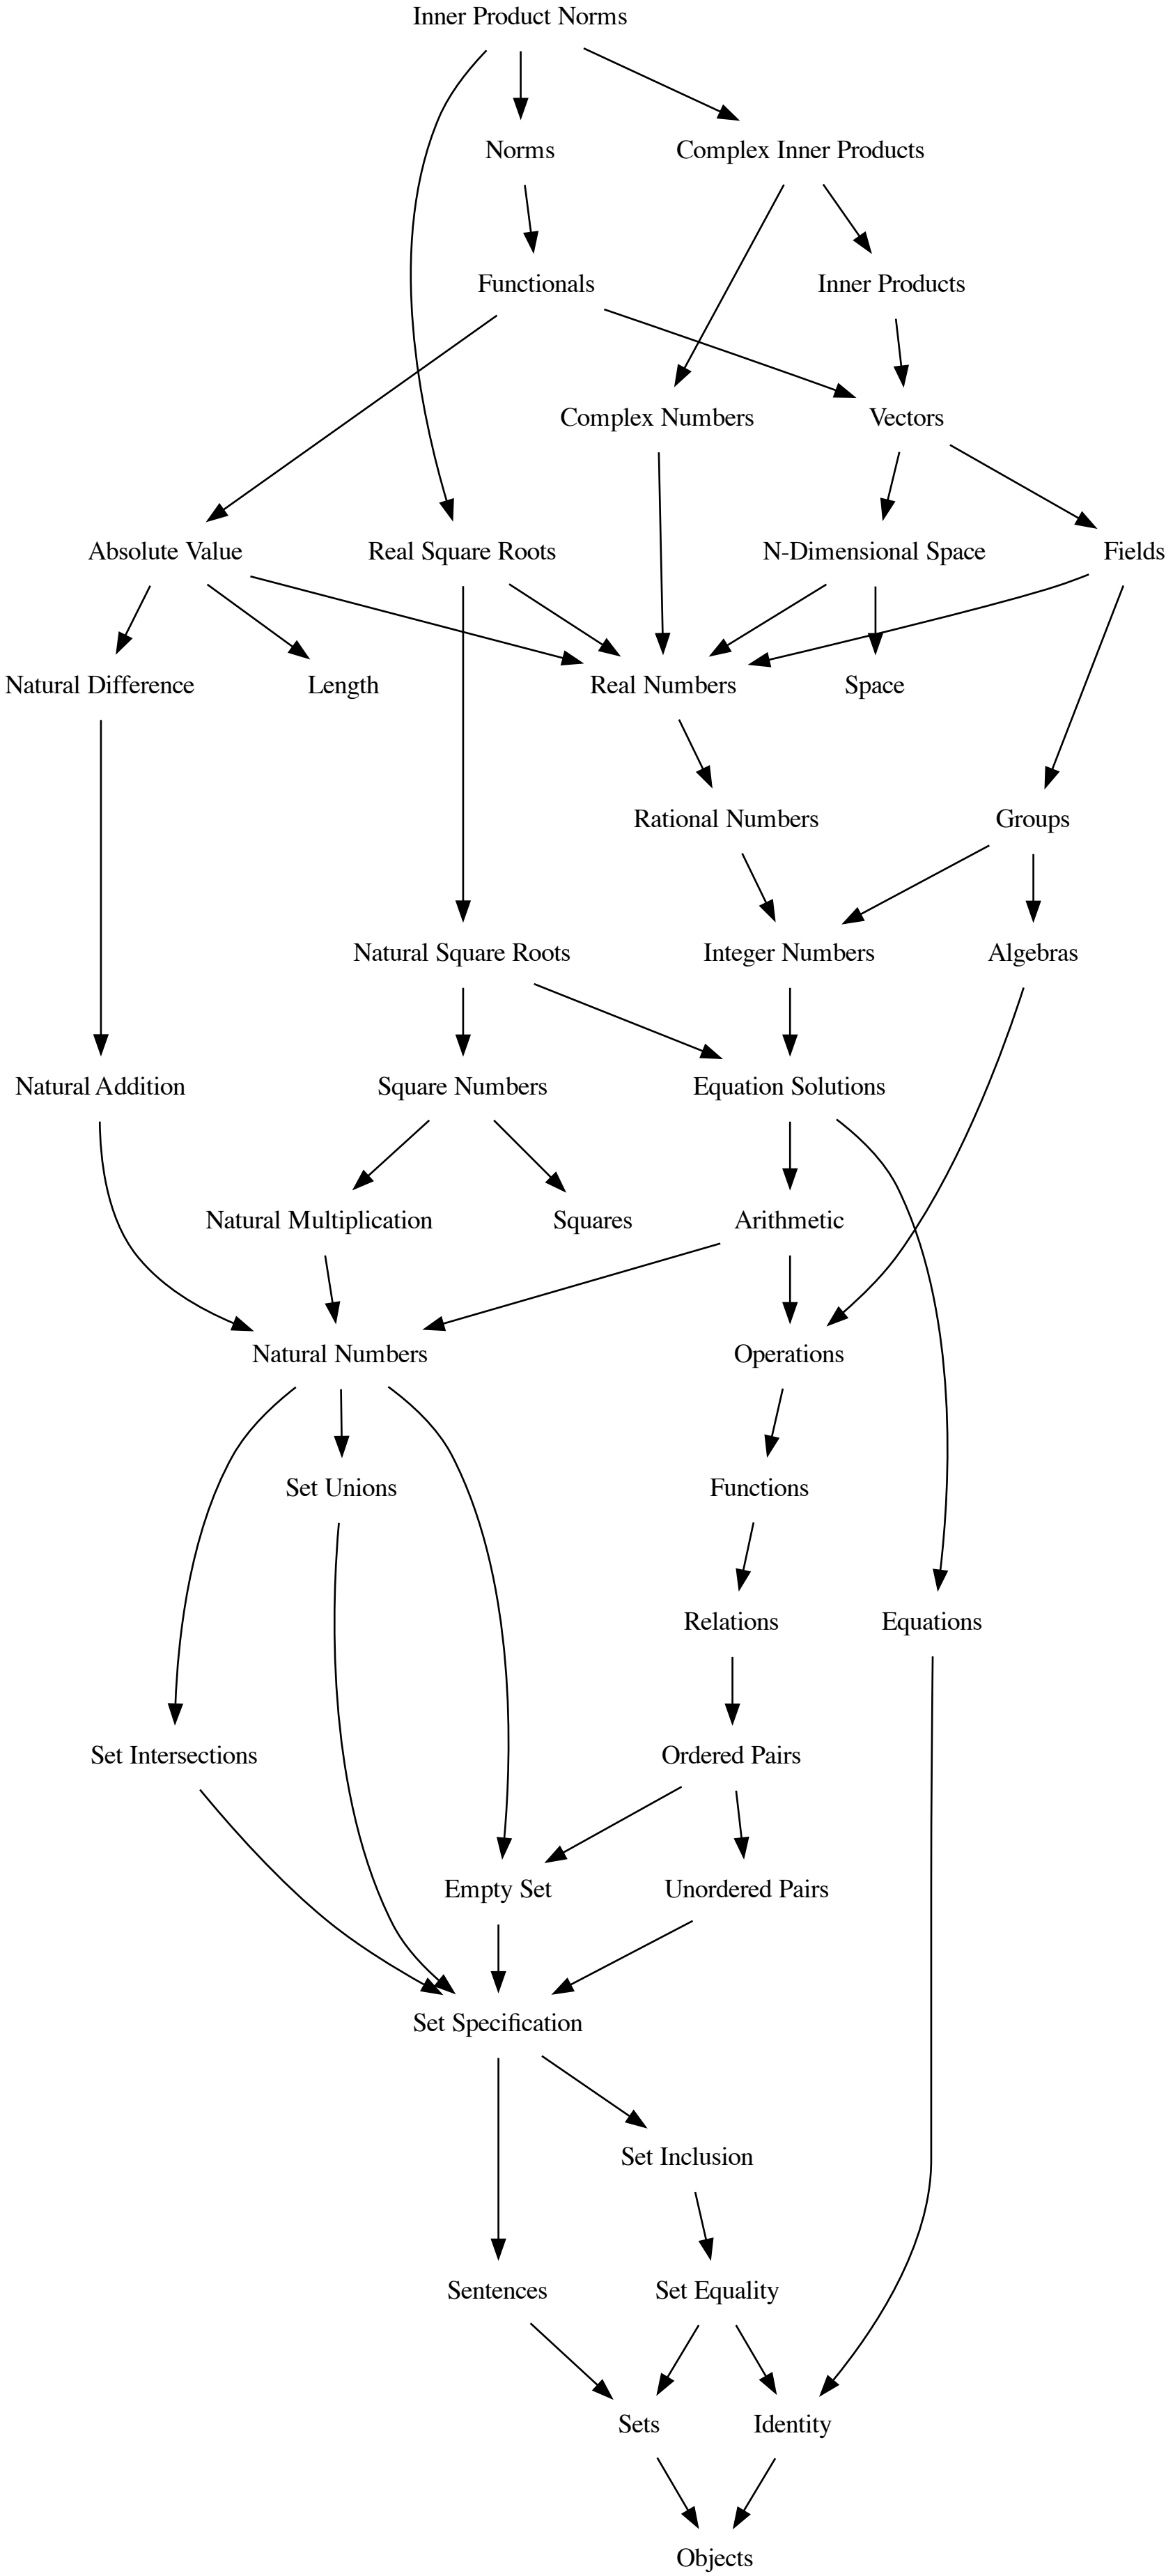 Inner Product Norms
Norms
Complex Inner Products
Functionals
Inner Products
Complex Numbers
Vectors
Absolute Value
Real Square Roots
N-Dimensional Space
Fields
Natural Difference
Length
Real Numbers
Space
Rational Numbers
Groups
Natural Square Roots
Integer Numbers
Algebras
Natural Addition
Square Numbers
Equation Solutions
Natural Multiplication
Squares
Arithmetic
Natural Numbers
Operations
Set Unions
Functions
Relations
Equations
Set Intersections
Ordered Pairs
Empty Set
Unordered Pairs
Set Specification
Set Inclusion
Sentences
Set Equality
Sets
Identity
Objects